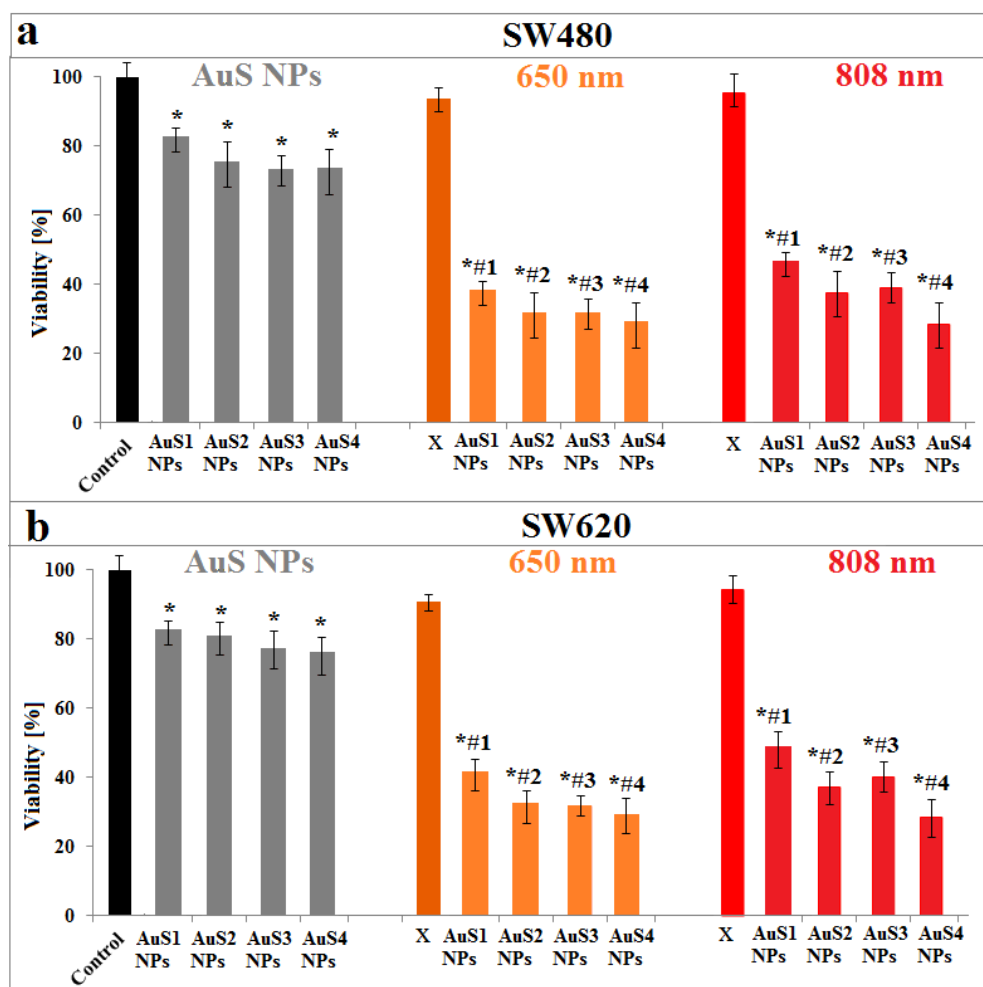 a
SW480
AuS NPs
650 nm
808 nm
Viability [%]
100
80
60
40
20
0
*
*
*
*
*#1
*#2
*#3
*#4
*#1
*#2
*#3
*#4
Control
AuS1
NPs
AuS2
NPs
AuS3
NPs
AuS4
NPs
X
AuS1
NPs
AuS2
NPs
AuS3
NPs
AuS4
NPs
X
AuS1
NPs
AuS2
NPs
AuS3
NPs
AuS4
NPs
b
SW620
AuS NPs
650 nm
808 nm
Viability [%]
100
80
60
40
20
0
*
*
*
*
*#1
*#2
*#3
*#4
*#1
*#2
*#3
*#4
Control
AuS1
NPs
AuS2
NPs
AuS3
NPs
AuS4
NPs
X
AuS1
NPs
AuS2
NPs
AuS3
NPs
AuS4
NPs
X
AuS1
NPs
AuS2
NPs
AuS3
NPs
AuS4
NPs